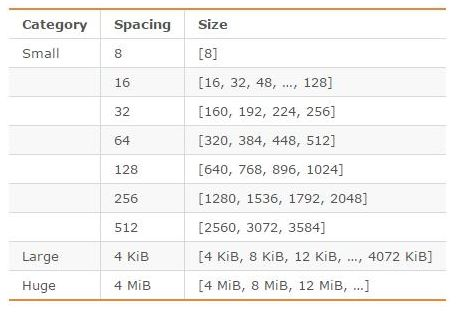 Category Spacing Size
Small 8 [8]
16 [16, 32, 48, ..., 128]
32 [160, 192, 224, 256]
64 [320, 384, 448, 512]
128 [640, 768, 896, 1024]
256 [1280, 1536, 1792, 2048]
512 [2560, 3072, 3584]
Large 4 KiB [4 KiB, 8 KiB, 12 KiB, ..., 4072 KiB]
Huge 4 MiB [4 MiB, 8 MiB, 12 MiB, ...]